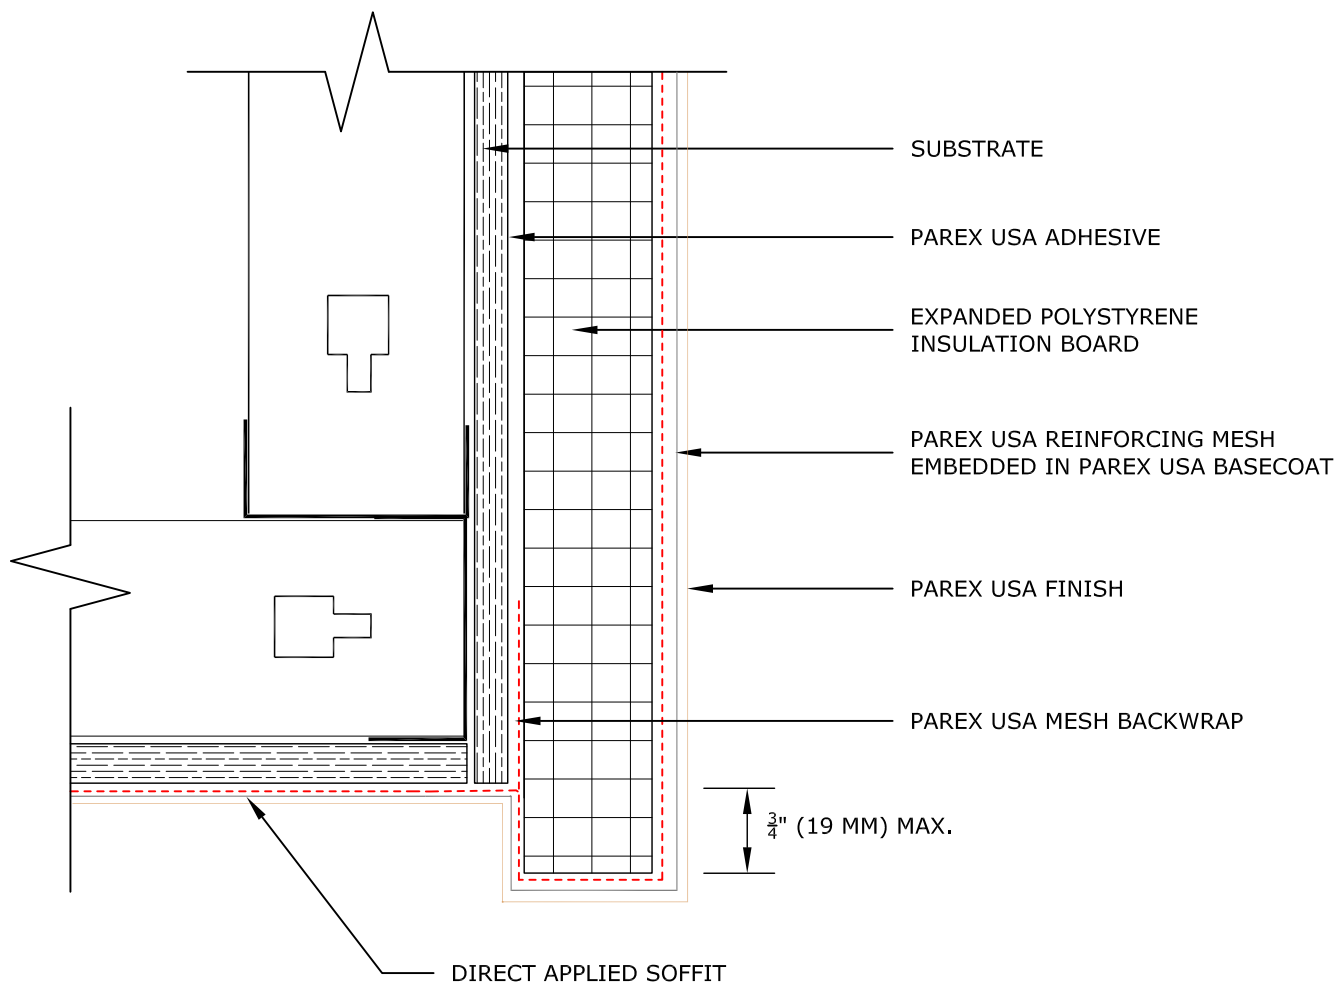 SUBSTRATE
PAREX USA ADHESIVE
EXPANDED POLYSTYRENE
INSULATION BOARD
PAREX USA REINFORCING MESH
EMBEDDED IN PAREX USA BASECOAT
PAREX USA FINISH
PAREX USA MESH BACKWRAP
3/4" (19 MM) MAX.
DIRECT APPLIED SOFFIT